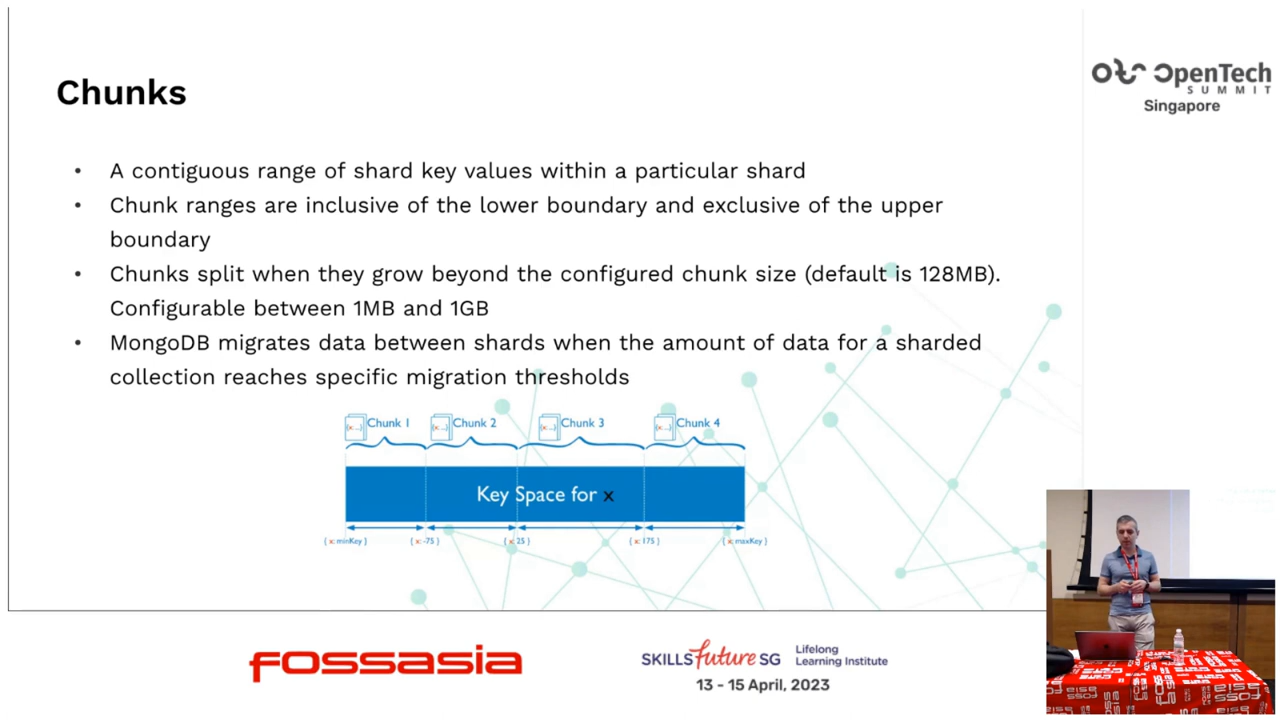 Chunks
OpenTech
SUMMIT
Singapore
• A contiguous range of shard key values within a particular shard
• Chunk ranges are inclusive of the lower boundary and exclusive of the upper
boundary
• Chunks split when they grow beyond the configured chunk size (default is 128MB).
Configurable between 1MB and 1GB
• MongoDB migrates data between shards when the amount of data for a sharded
collection reaches specific migration thresholds
Chunk 1 Chunk 2 Chunk 3 Chunk 4
Key Space for x
{ x: minKey } { x: -75 } { x: 25 } { x: 175 } { x: maxKey }
FOSSASIA
SKILLS future SG
Lifelong
Learning Institute
13 - 15 April, 2023